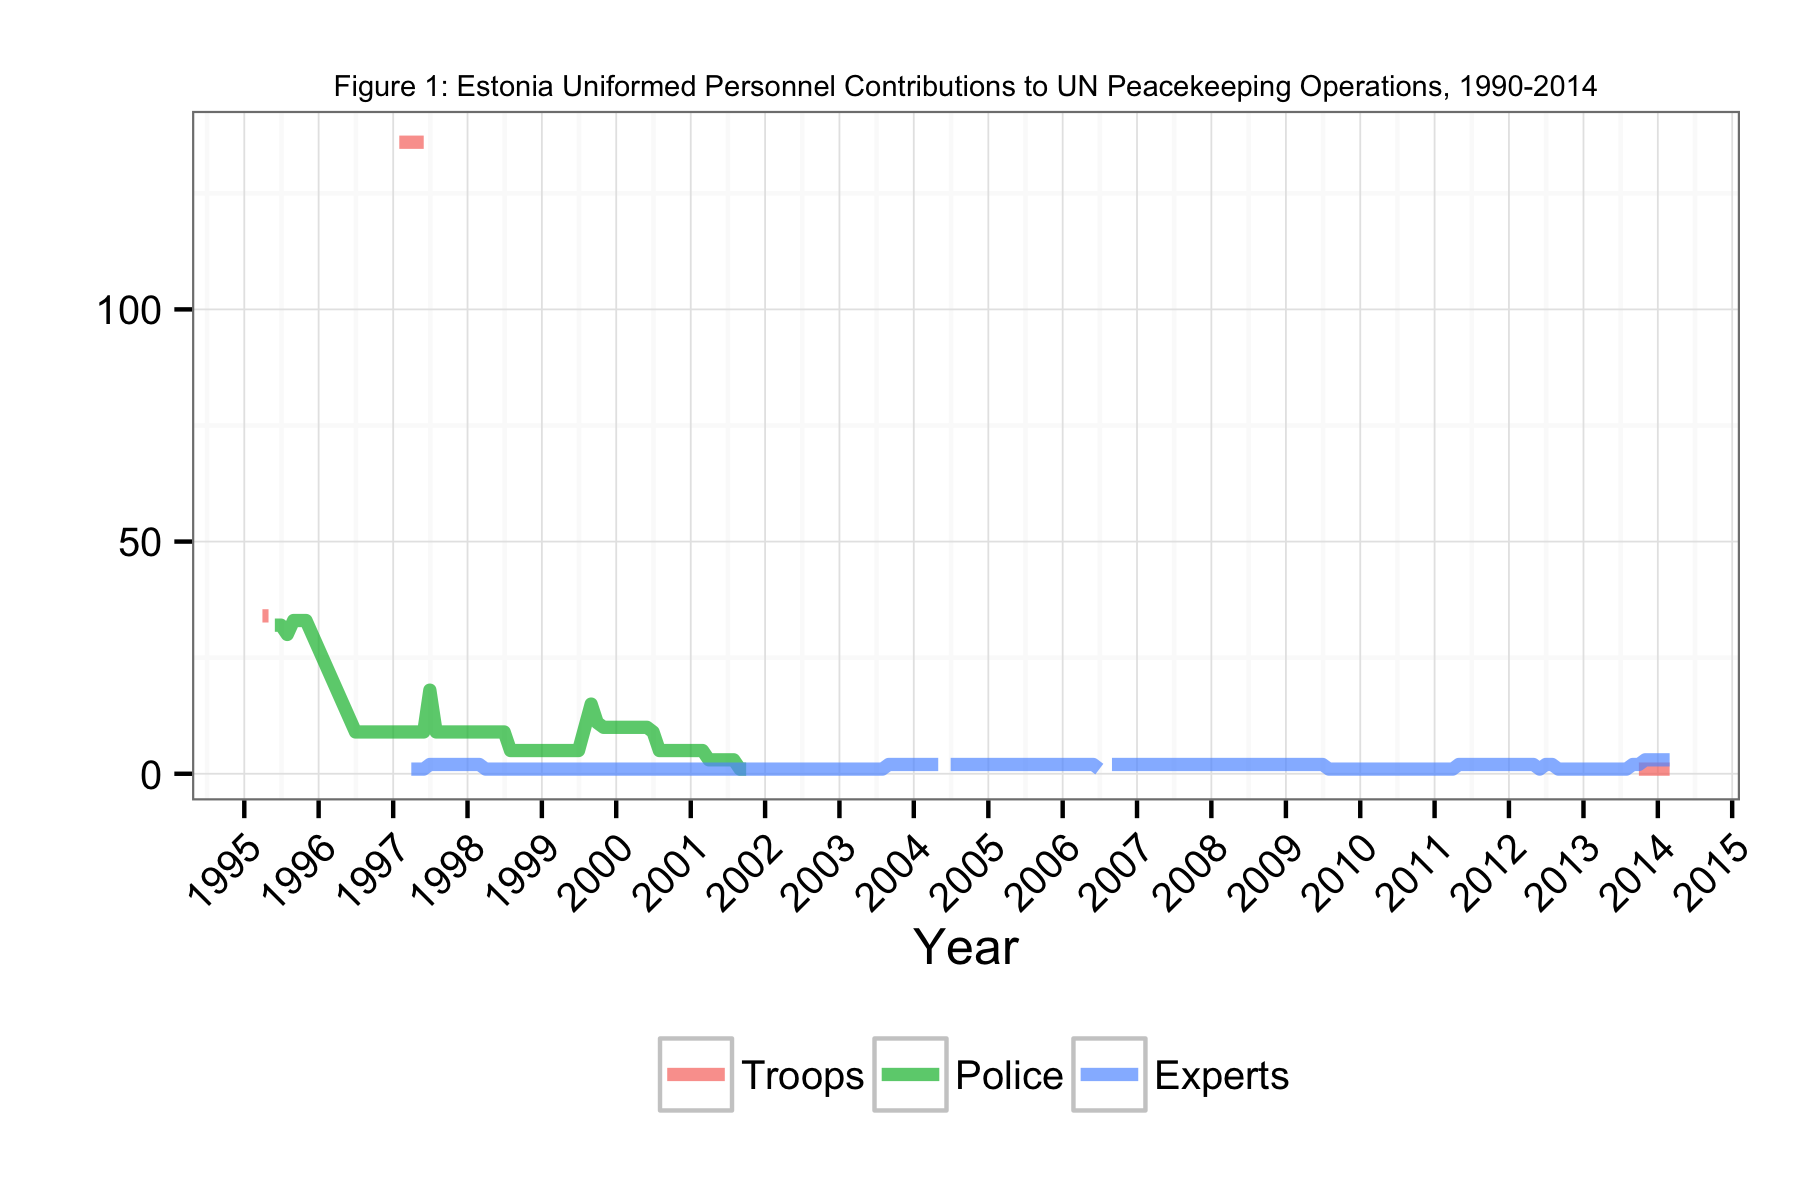 Figure 1: Estonia Uniformed Personnel Contributions to UN Peacekeeping Operations, 1990-2014
100
50
0
1995 1996 1997 1998 1999 2000 2001 2002 2003 2004 2005 2006 2007 2008 2009 2010 2011 2012 2013 2014 2015
Year
Troops Police Experts